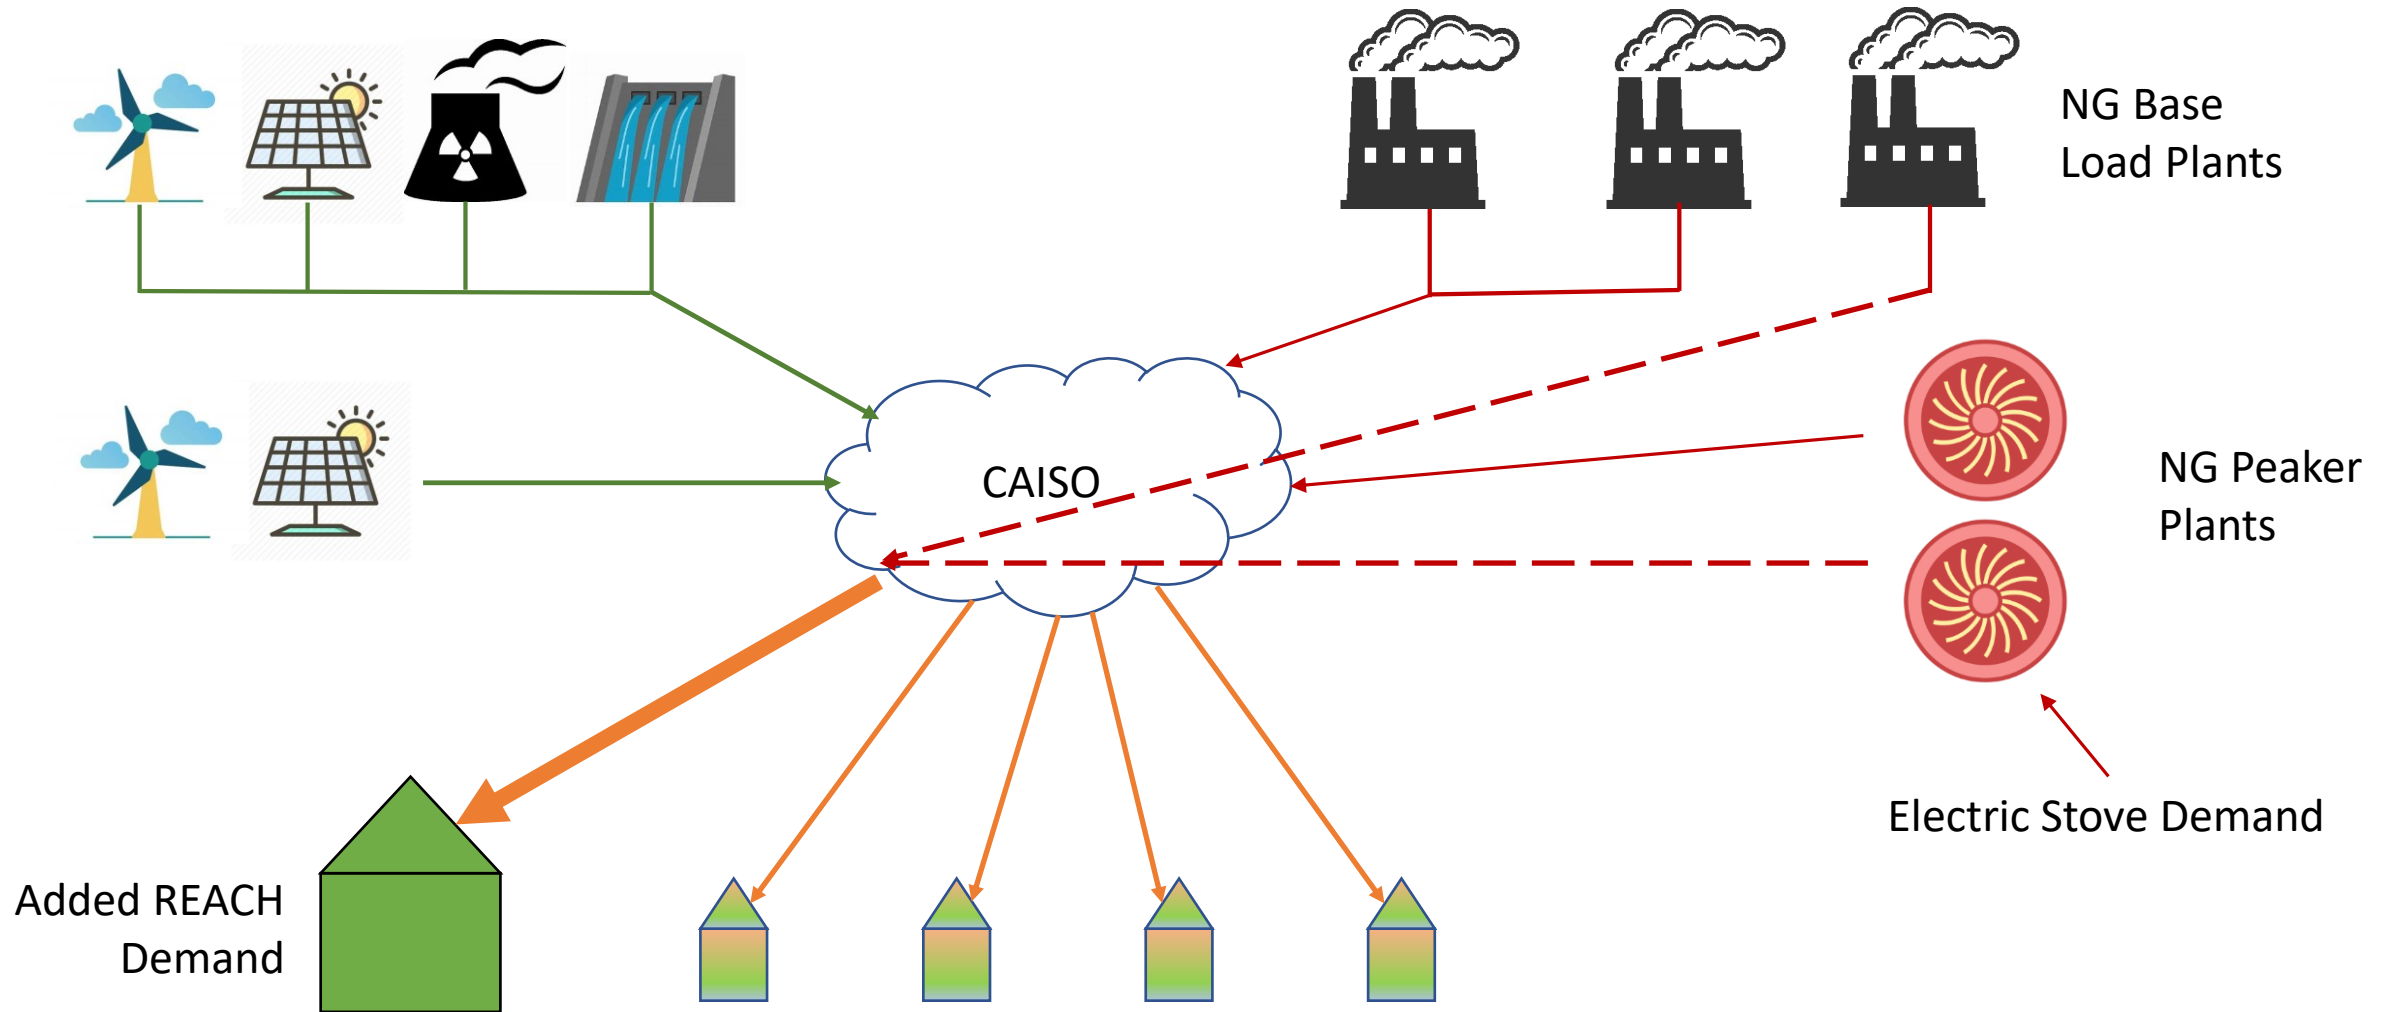 NG Base
Load Plants
CAISO
NG Peaker
Plants
Electric Stove Demand
Added REACH
Demand